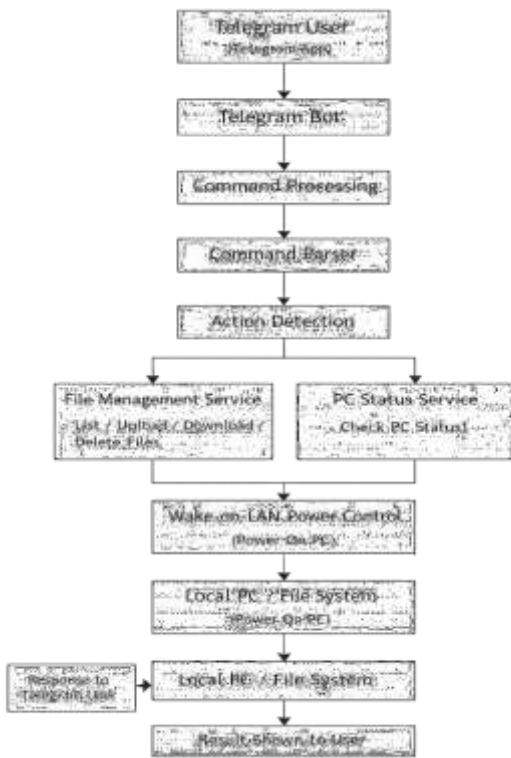 Telegram User
(Telegram App)
Telegram Bot
Command Processing
Command Parser
Action Detection
File Management Service
List / Upload / Download /
Delete Files
PC Status Service
Check PC Status
Wake-on-LAN Power Control
(Power On PC)
Local PC / File System
(Power On PC)
Response to
Telegram User
Local PC / File System
Result Shown to User